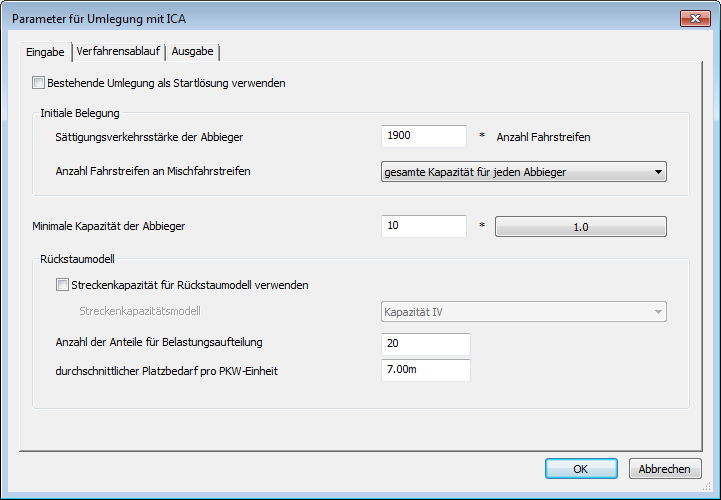 Parameter für Umlegung mit ICA
Eingabe Verfahrensablauf Ausgabe
Bestehende Umlegung als Startlösung verwenden
Initiale Belegung
Sättigungsverkehrsstärke der Abbieger 1900 * Anzahl Fahrstreifen
Anzahl Fahrstreifen an Mischfahrstreifen gesamte Kapazität für jeden Abbieger
Minimale Kapazität der Abbieger 10 * 1.0
Rückstaumodell
Streckenkapazität für Rückstaumodell verwenden
Streckenkapazitätsmodell Kapazität IV
Anzahl der Anteile für Belastungsaufteilung 20
durchschnittlicher Platzbedarf pro PKW-Einheit 7.00m
OK Abbrechen